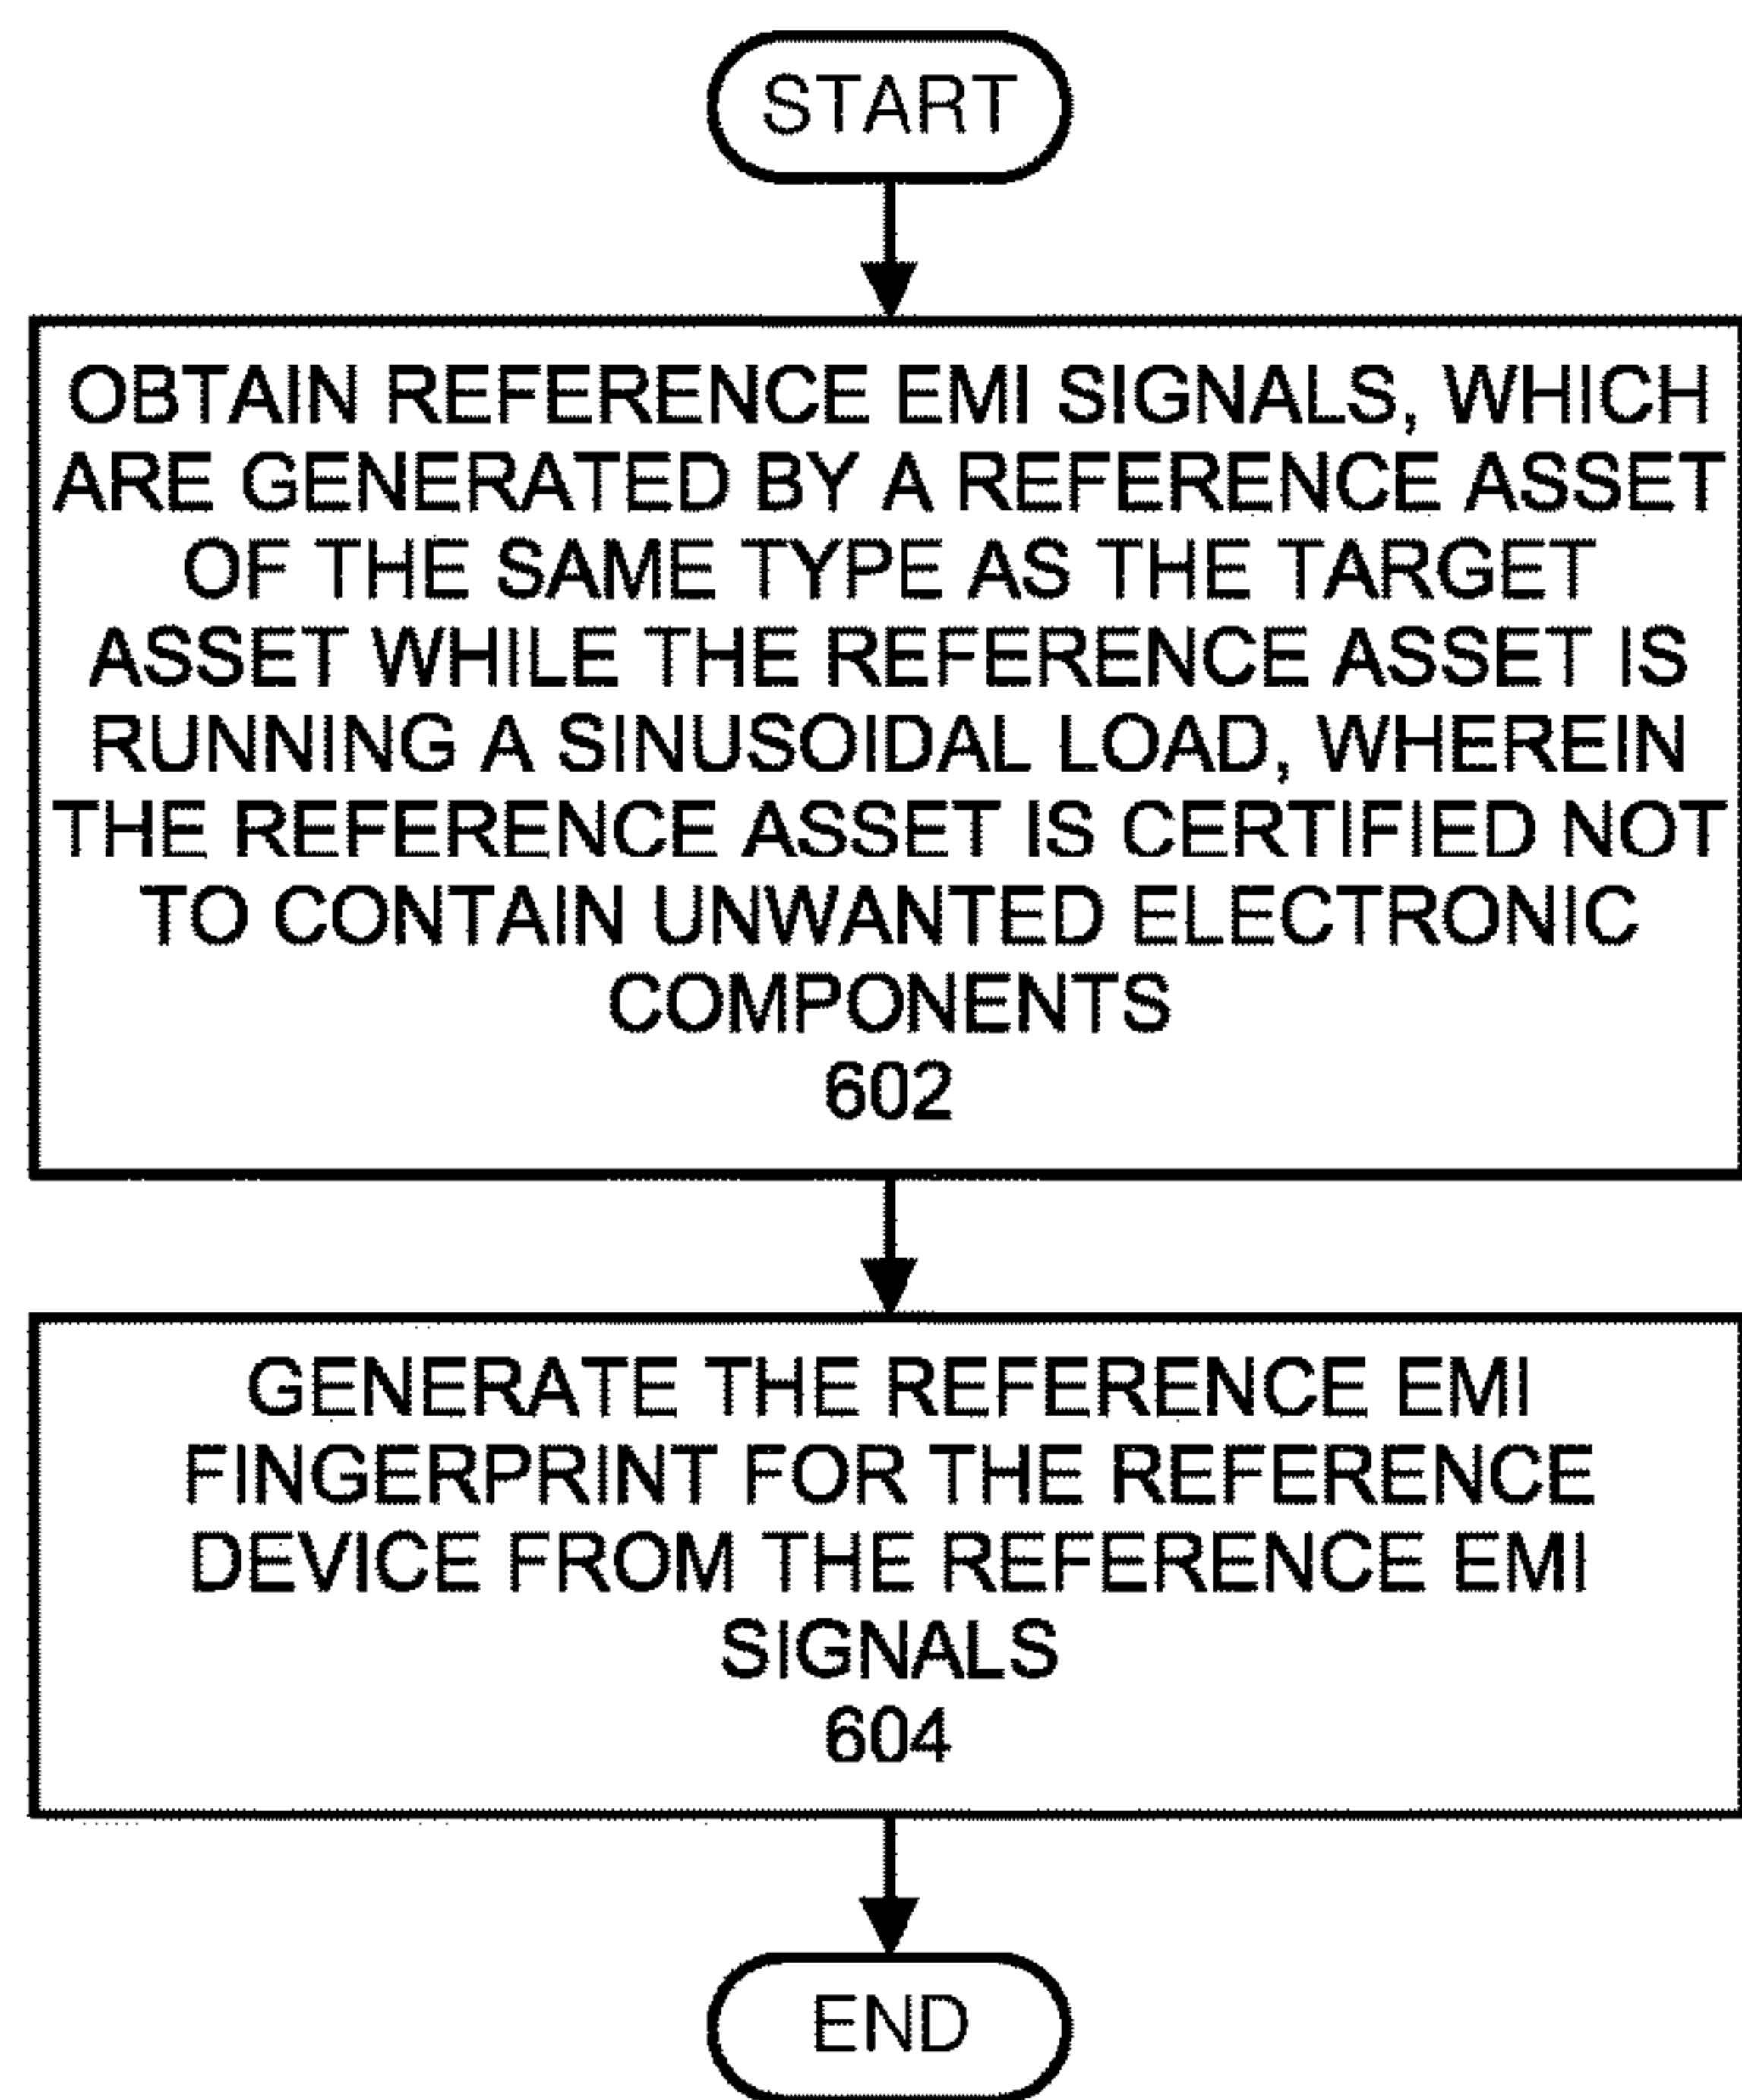 START
OBTAIN REFERENCE EMI SIGNALS, WHICH
ARE GENERATED BY A REFERENCE ASSET
OF THE SAME TYPE AS THE TARGET
ASSET WHILE THE REFERENCE ASSET IS
RUNNING A SINUSOIDAL LOAD, WHEREIN
THE REFERENCE ASSET IS CERTIFIED NOT
TO CONTAIN UNWANTED ELECTRONIC
COMPONENTS
602
GENERATE THE REFERENCE EMI
FINGERPRINT FOR THE REFERENCE
DEVICE FROM THE REFERENCE EMI
SIGNALS
604
END